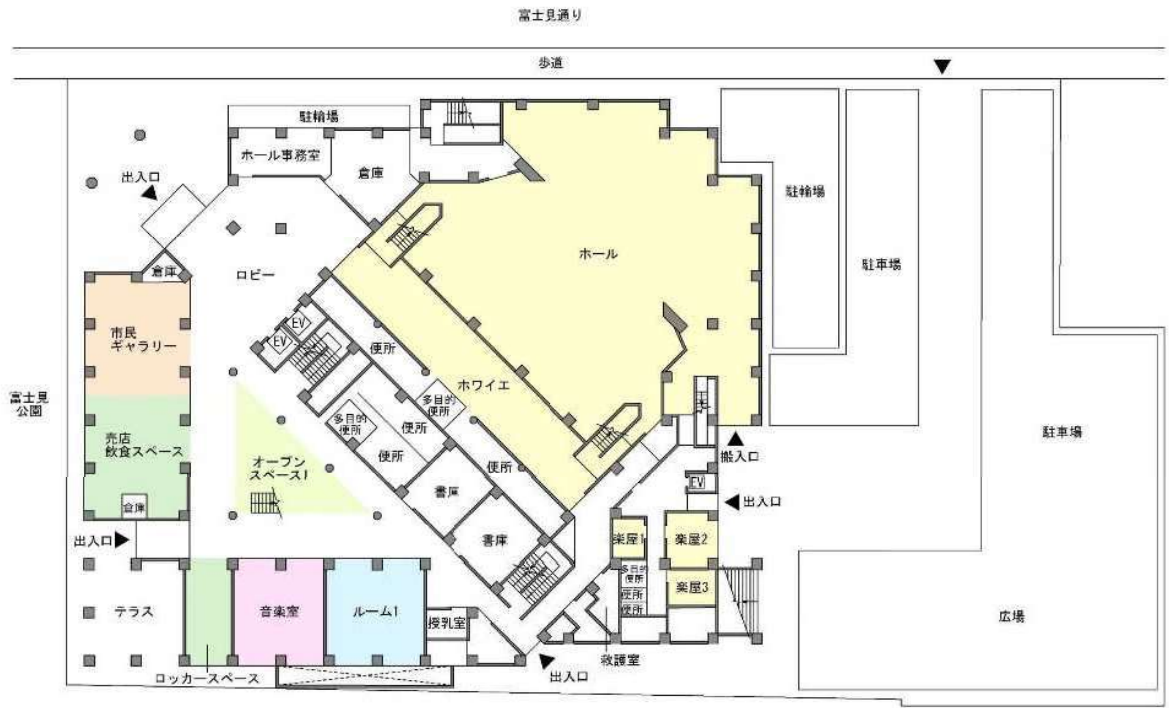 富士見通り
歩道
駐輪場
ホール事務室
倉庫
出入口
駐輪場
ホール
駐車場
倉庫
ロビー
EV
EV
市民
ギャラリー
便所
ホワイエ
富士見
公園
多目的
便所
売店
飲食スペース
多目的
便所
便所
駐車場
オープン
スペース1
便所
便所
搬入口
書庫
EV
倉庫
出入口
出入口
書庫
楽屋1
楽屋2
多目的
便所
楽屋3
便所
便所
テラス
音楽室
ルーム1
授乳室
広場
救護室
ロッカースペース
出入口